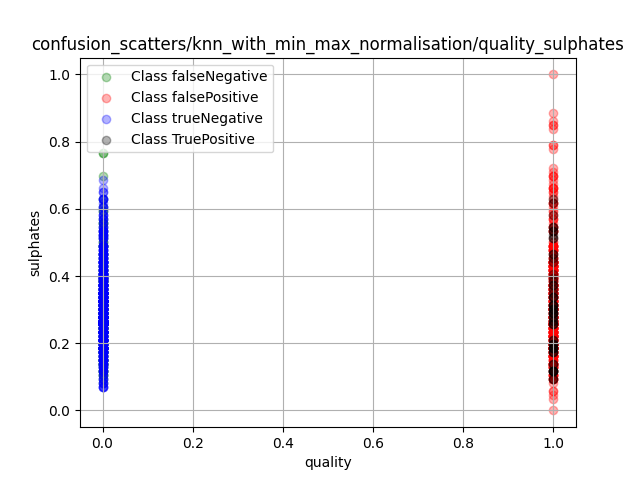 confusion_scatters/knn_with_min_max_normalisation/quality_sulphates
1.0
Class falseNegative
Class falsePositive
Class trueNegative
Class TruePositive
0.8
0.6
sulphates
0.4
0.2
0.0
0.0 0.2 0.4 0.6 0.8 1.0
quality